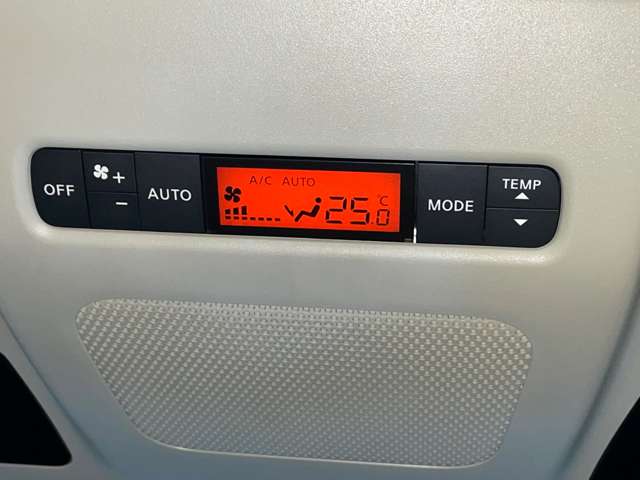 OFF
+
-
AUTO
A/C AUTO
25.0 °C
MODE
TEMP